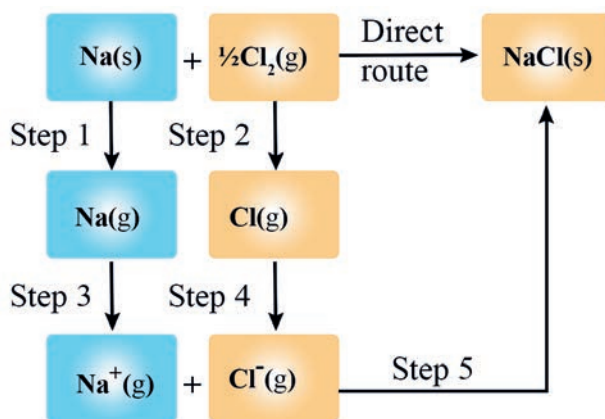 Na(s) + ½Cl₂(g) Direct route NaCl(s)
Step 1 Step 2
Na(g) Cl(g)
Step 3 Step 4
Na⁺(g) + Cl⁻(g) Step 5